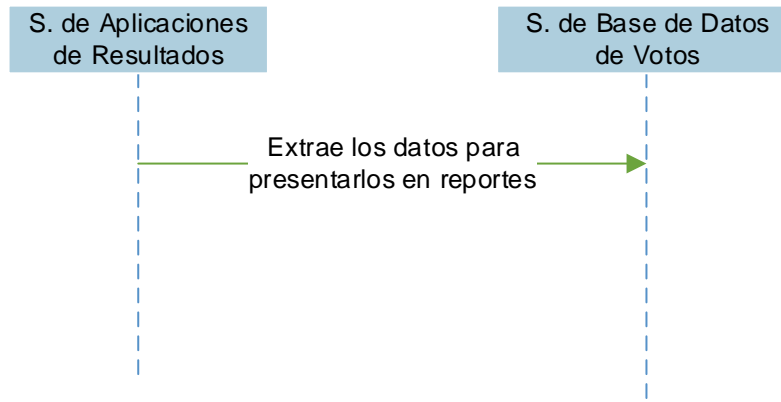 S. de Aplicaciones
de Resultados
S. de Base de Datos
de Votos
Extrae los datos para
presentarlos en reportes